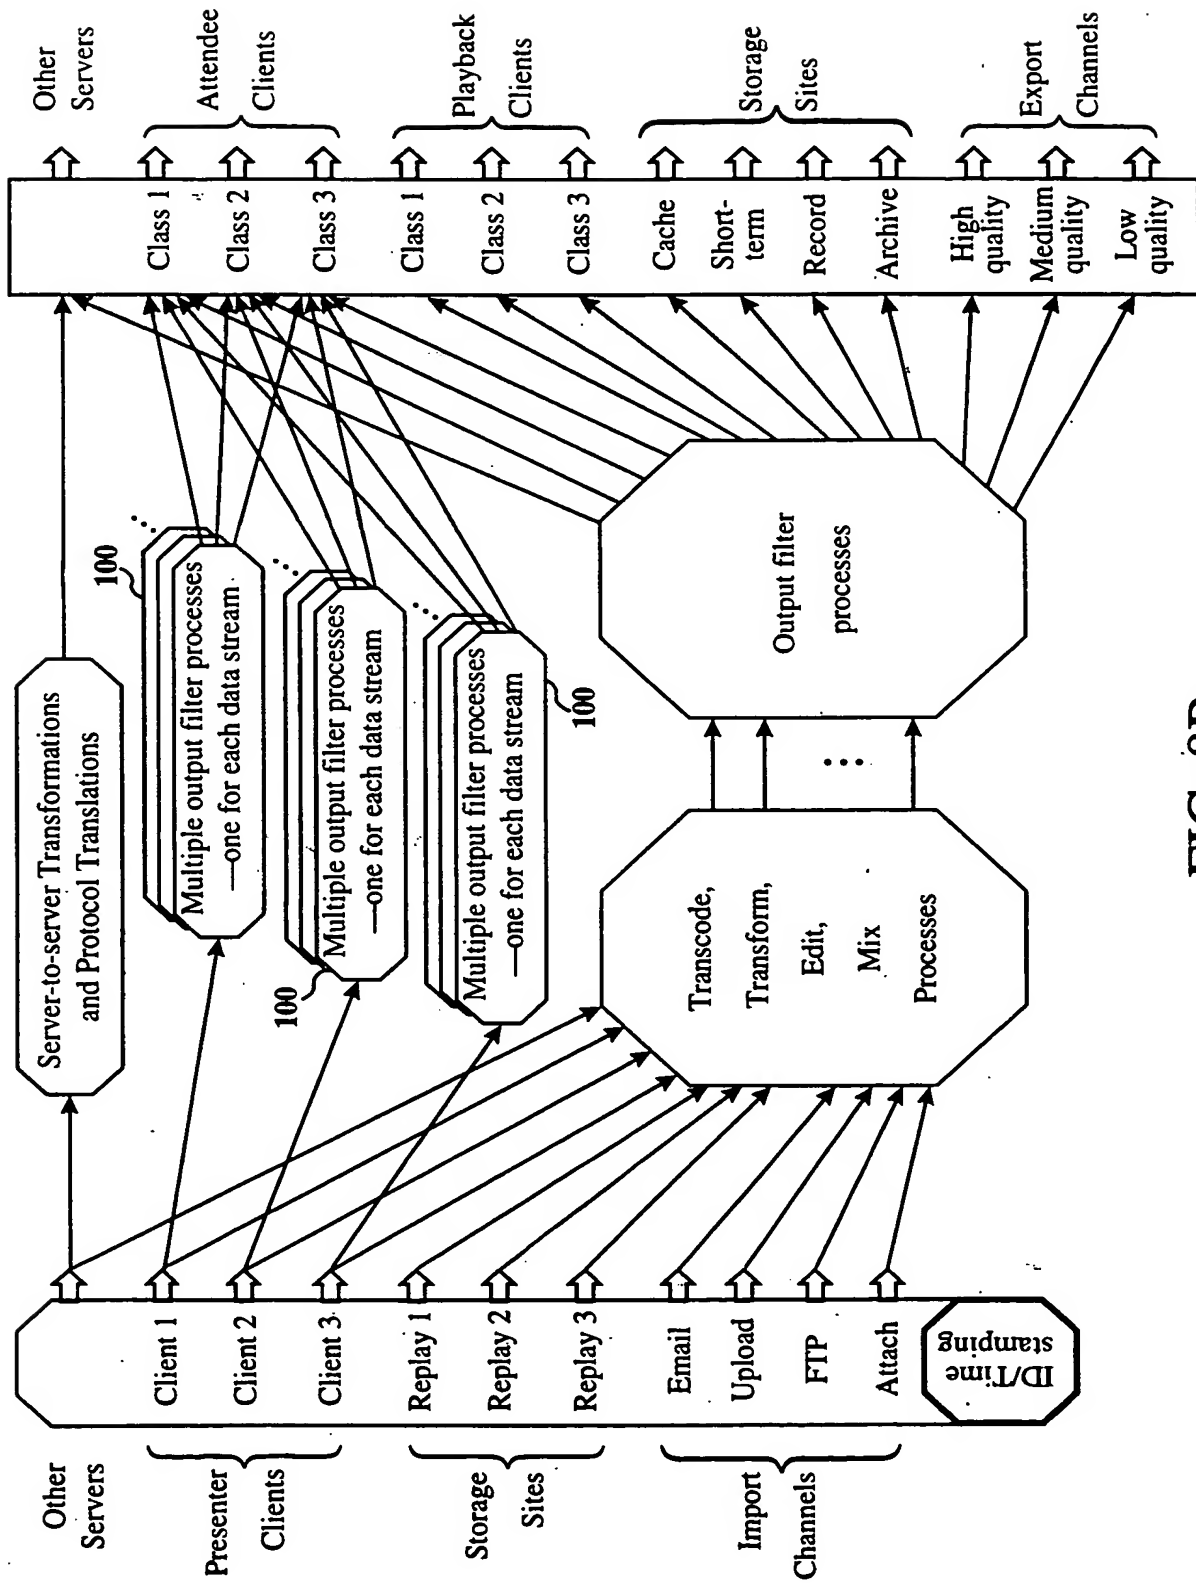 Other
Servers
Presenter
Clients
Storage
Sites
Import
Channels
Client 1
Client 2
Client 3
Replay 1
Replay 2
Replay 3
Email
Upload
FTP
Attach
ID/Time
stamping
Server-to-server Transformations
and Protocol Translations
100
Multiple output filter processes
—one for each data stream
100
Multiple output filter processes
—one for each data stream
Multiple output filter processes
—one for each data stream
100
Transcode,
Transform,
Edit,
Mix
Processes
Output filter
processes
Class 1
Class 2
Class 3
Class 1
Class 2
Class 3
Cache
Short-
term
Record
Archive
High
quality
Medium
quality
Low
quality
Other
Servers
Attendee
Clients
Playback
Clients
Storage
Sites
Export
Channels